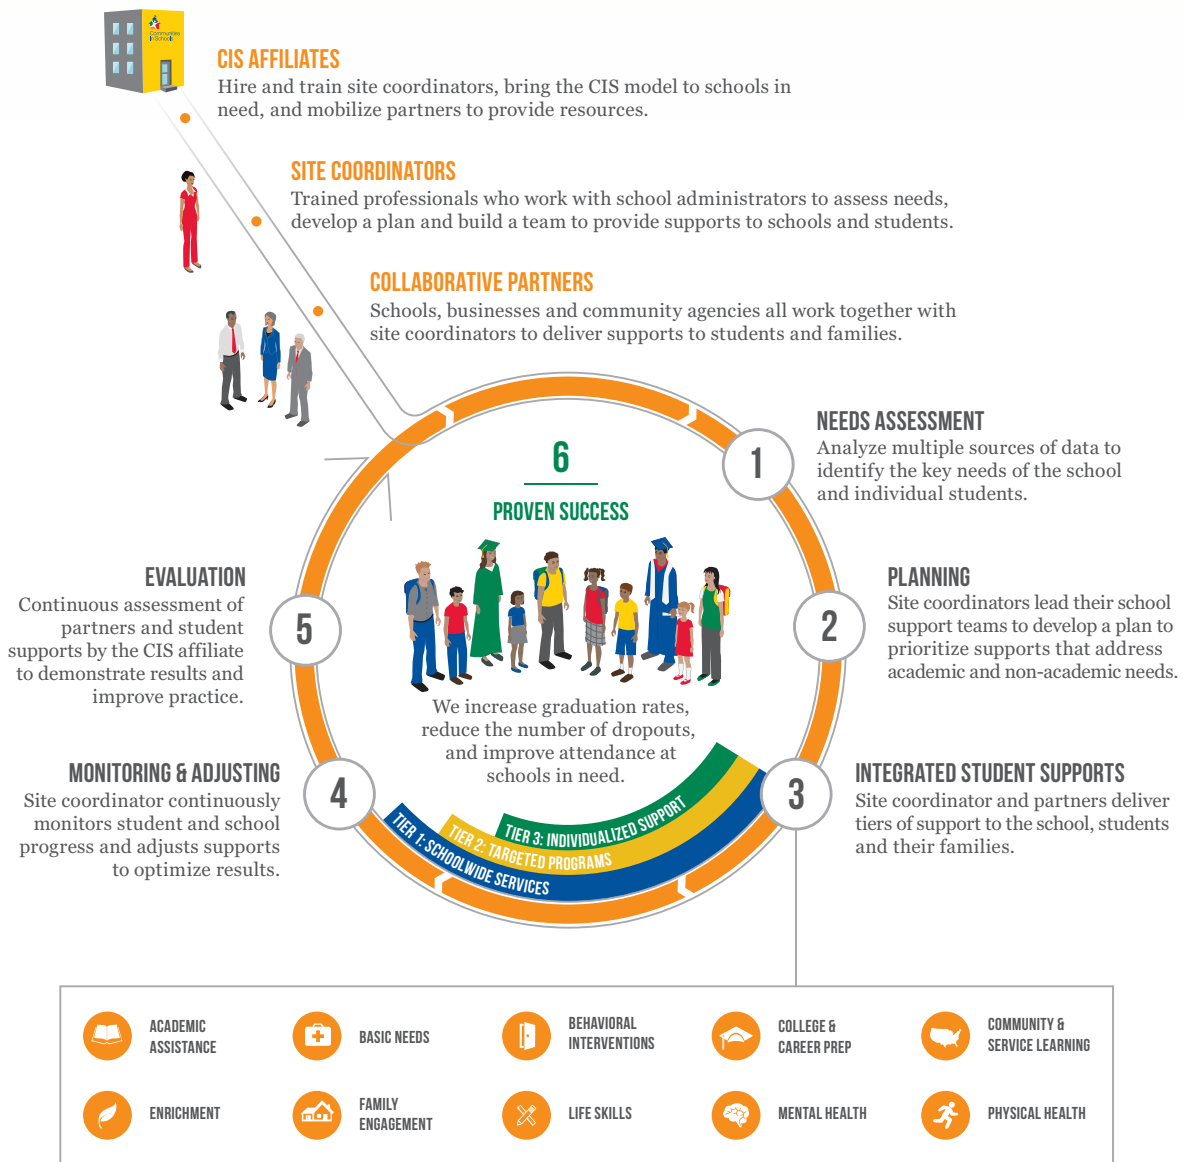 Communities
In Schools
CIS AFFILIATES
Hire and train site coordinators, bring the CIS model to schools in
need, and mobilize partners to provide resources.
SITE COORDINATORS
Trained professionals who work with school administrators to assess needs,
develop a plan and build a team to provide supports to schools and students.
COLLABORATIVE PARTNERS
Schools, businesses and community agencies all work together with
site coordinators to deliver supports to students and families.
1
NEEDS ASSESSMENT
Analyze multiple sources of data to
identify the key needs of the school
and individual students.
2
PLANNING
Site coordinators lead their school
support teams to develop a plan to
prioritize supports that address
academic and non-academic needs.
3
INTEGRATED STUDENT SUPPORTS
Site coordinator and partners deliver
tiers of support to the school, students
and their families.
TIER 1: SCHOOLWIDE SERVICES
TIER 2: TARGETED PROGRAMS
TIER 3: INDIVIDUALIZED SUPPORT
4
MONITORING & ADJUSTING
Site coordinator continuously
monitors student and school
progress and adjusts supports
to optimize results.
5
EVALUATION
Continuous assessment of
partners and student
supports by the CIS affiliate
to demonstrate results and
improve practice.
6
PROVEN SUCCESS
We increase graduation rates,
reduce the number of dropouts,
and improve attendance at
schools in need.
ACADEMIC
ASSISTANCE
BASIC NEEDS
BEHAVIORAL
INTERVENTIONS
COLLEGE &
CAREER PREP
COMMUNITY &
SERVICE LEARNING
ENRICHMENT
FAMILY
ENGAGEMENT
LIFE SKILLS
MENTAL HEALTH
PHYSICAL HEALTH